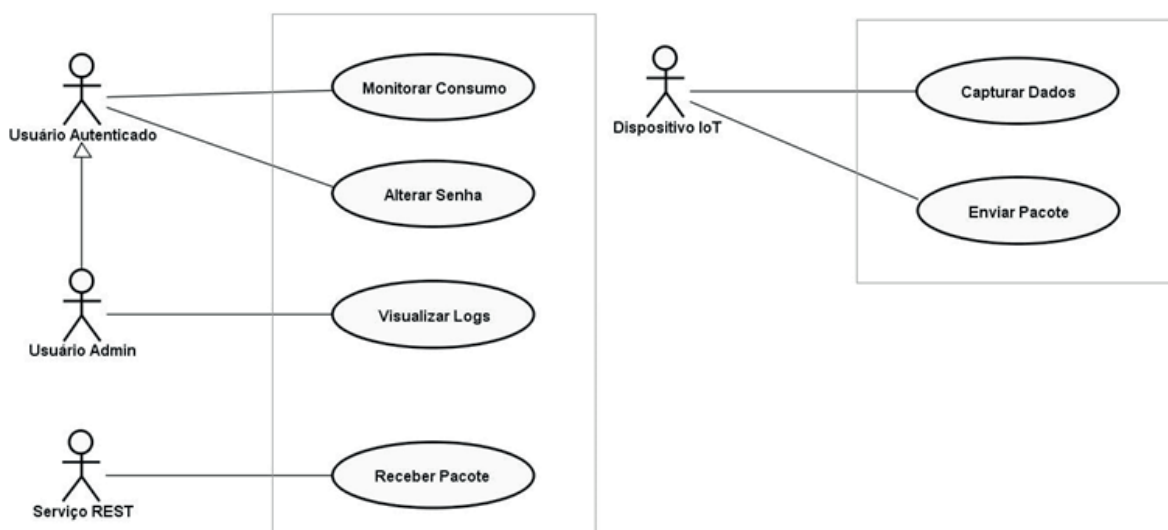 Monitorar Consumo
Usuário Autenticado
Alterar Senha
Visualizar Logs
Usuário Admin
Receber Pacote
Serviço REST
Capturar Dados
Dispositivo IoT
Enviar Pacote